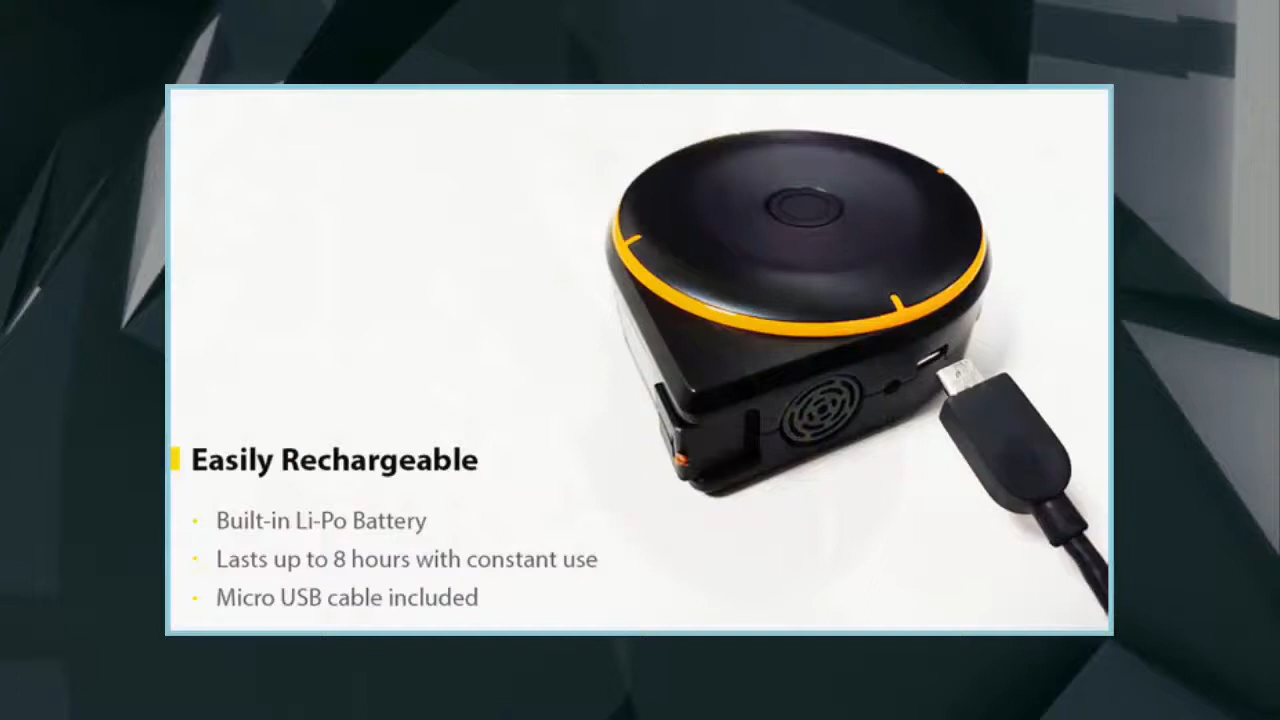 Easily Rechargeable
· Built-in Li-Po Battery
· Lasts up to 8 hours with constant use
· Micro USB cable included